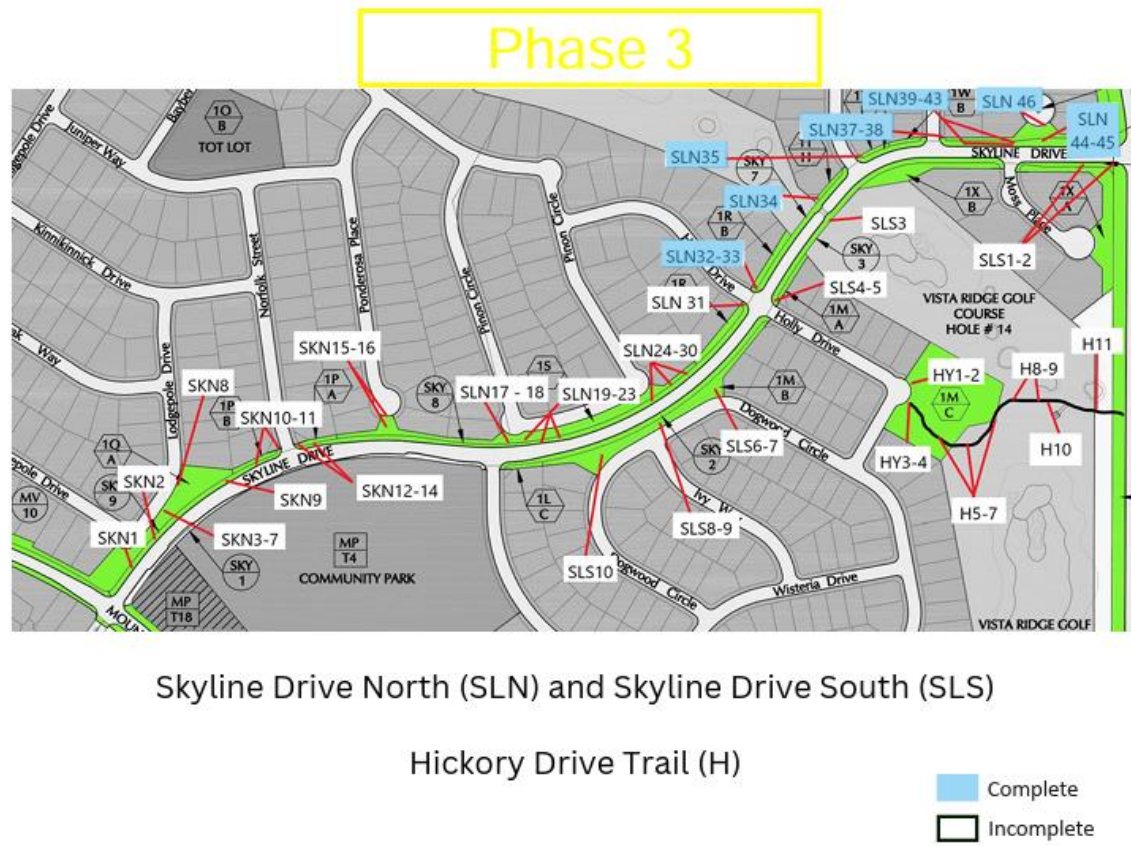 Phase 3
SLN39-43
1W
B
SLN 46
SLN
44-45
SLN37-38
SLN35
SLN34
SLN32-33
SLN 31
SLN24-30
SLN19-23
SLN17 - 18
SKN15-16
SKN12-14
SKN10-11
SKN9
SKN8
SKN3-7
SKN2
SKN1
SLS1-2
SLS3
SLS4-5
SLS6-7
SLS8-9
SLS10
HY1-2
HY3-4
H5-7
H8-9
H10
H11
Juniper Way
1O
B
TOT LOT
Kinnikinnick Drive
Norfolk Street
Ponderosa Place
Pinon Circle
Pinon Circle
Lodgepole Drive
SKY
7
1R
B
SKY
3
1X
B
1X
A
Moss Place
SKYLINE DRIVE
1M
A
Holly Drive
VISTA RIDGE GOLF
COURSE
HOLE # 14
1M
C
1M
B
Dogwood Circle
SKY
2
Ivy Way
Dogwood Circle
Wisteria Drive
1P
A
1P
B
SKY
8
1S
1L
C
1Q
A
SKY
9
MV
10
SKYLINE DRIVE
SKY
1
MP
T4
COMMUNITY PARK
MP
T18
MOUN
VISTA RIDGE GOLF
Skyline Drive North (SLN) and Skyline Drive South (SLS)
Hickory Drive Trail (H)
Complete
Incomplete